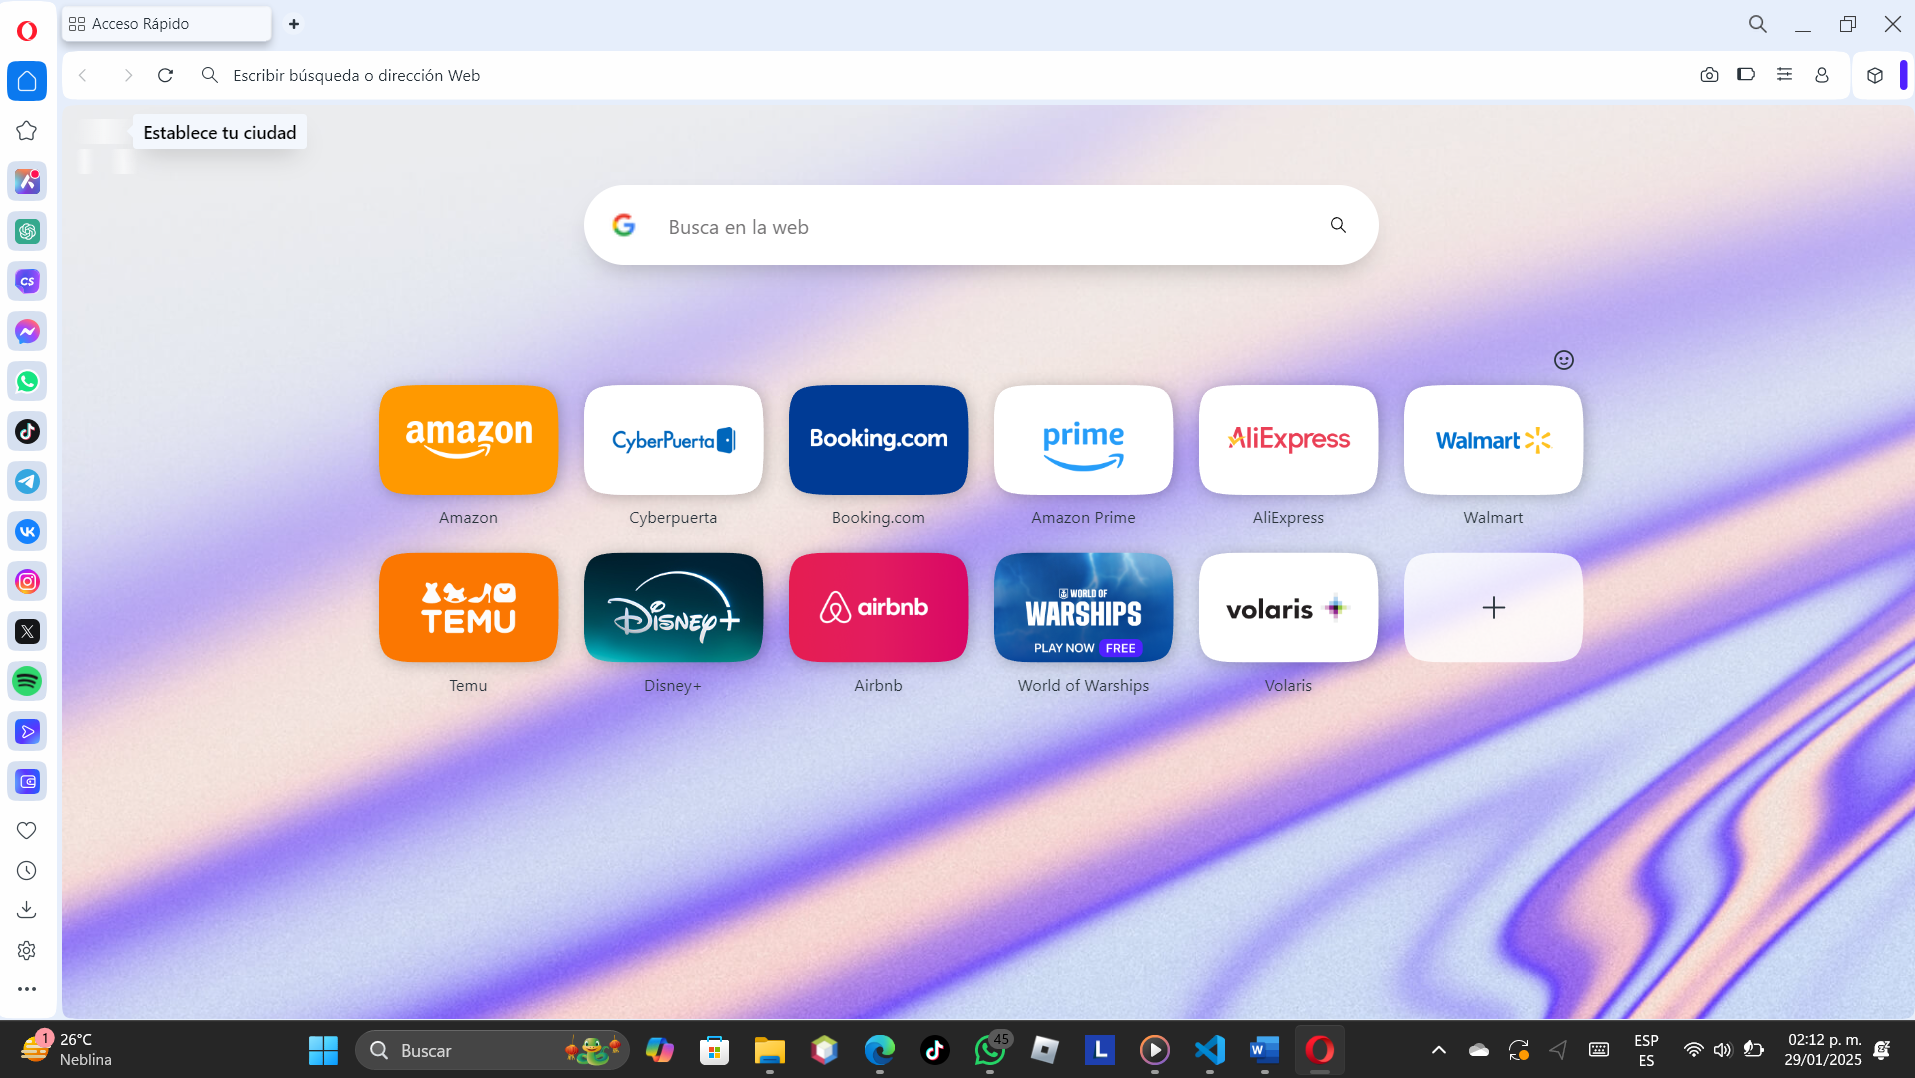 Acceso Rápido
Escribir búsqueda o dirección Web
Establece tu ciudad
Busca en la web
amazon
CyberPuerta
Booking.com
prime
AliExpress
Walmart
Amazon
Cyberpuerta
Booking.com
Amazon Prime
AliExpress
Walmart
TEMU
Disney+
airbnb
WORLD OF
WARSHIPS
PLAY NOW FREE
volaris
Temu
Disney+
Airbnb
World of Warships
Volaris
CS
1
26°C
Neblina
Buscar
45
L
W
ESP
ES
02:12 p. m.
29/01/2025